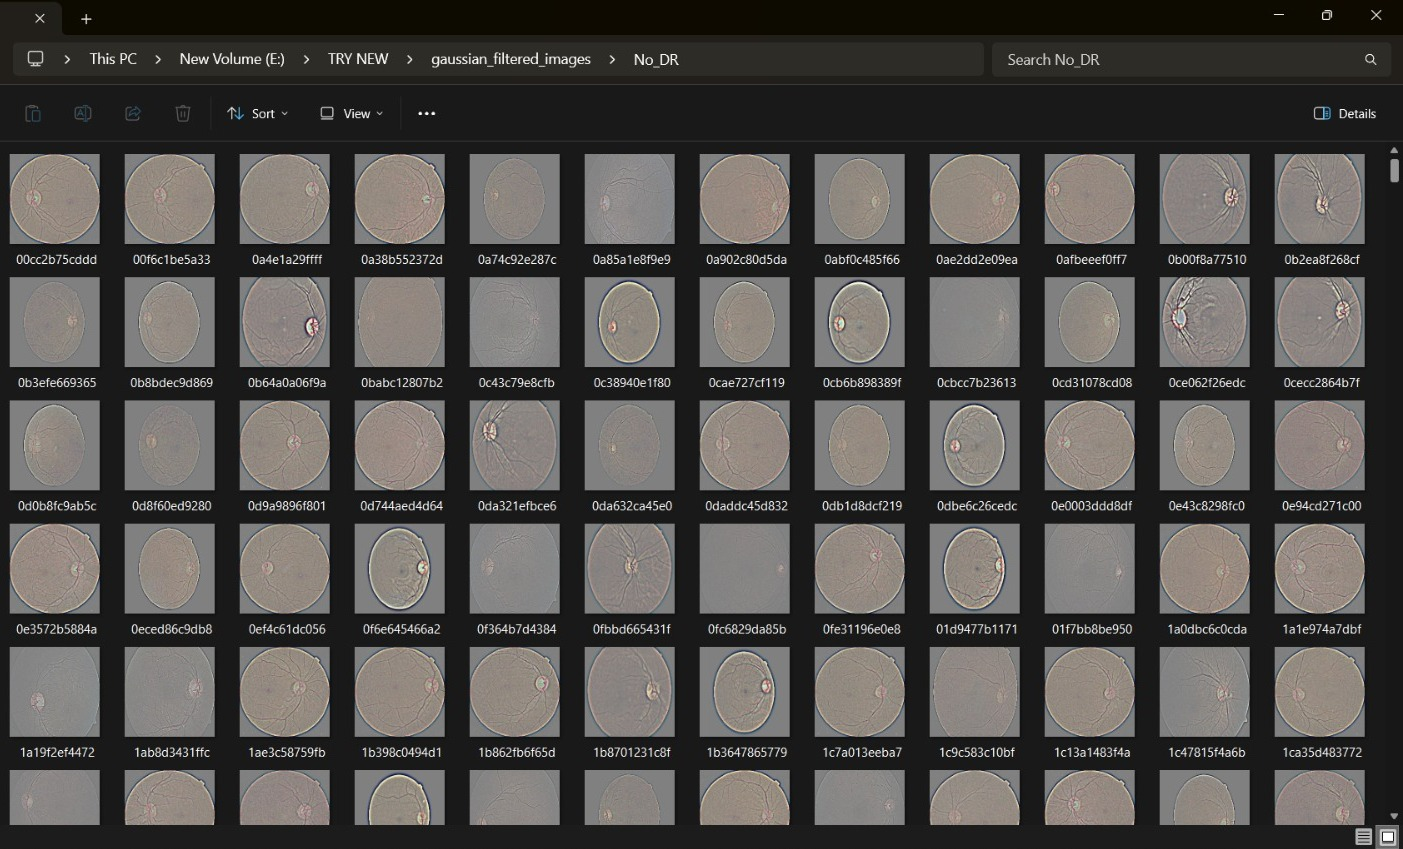 This PC > New Volume (E:) > TRY NEW > gaussian_filtered_images > No_DR
Search No_DR
Sort View Details
00cc2b75cddd 00f6c1be5a33 0a4e1a29ffff 0a38b552372d 0a74c92e287c 0a85a1e8f9e9 0a902c80d5da 0abf0c485f66 0ae2dd2e09ea 0afbeeef0ff7 0b00f8a77510 0b2ea8f268cf
0b3efe669365 0b8bdec9d869 0b64a0a06f9a 0babc12807b2 0c43c79e8cfb 0c38940e1f80 0cae727cf119 0cb6b898389f 0cbcc7b23613 0cd31078cd08 0ce062f26edc 0cecc2864b7f
0d0b8fc9ab5c 0d8f60ed9280 0d9a9896f801 0d744aed4d64 0da321efbce6 0da632ca45e0 0daddc45d832 0db1d8dcf219 0dbe6c26cedc 0e0003ddd8df 0e43c8298fc0 0e94cd271c00
0e3572b5884a 0eced86c9db8 0ef4c61dc056 0f6e645466a2 0f364b7d4384 0fbbd665431f 0fc6829da85b 0fe31196e0e8 01d9477b1171 01f7bb8be950 1a0dbc6c0cda 1a1e974a7dbf
1a19f2ef4472 1ab8d3431ffc 1ae3c58759fb 1b398c0494d1 1b862fb6f65d 1b8701231c8f 1b3647865779 1c7a013eeba7 1c9c583c10bf 1c13a1483f4a 1c47815f4a6b 1ca35d483772